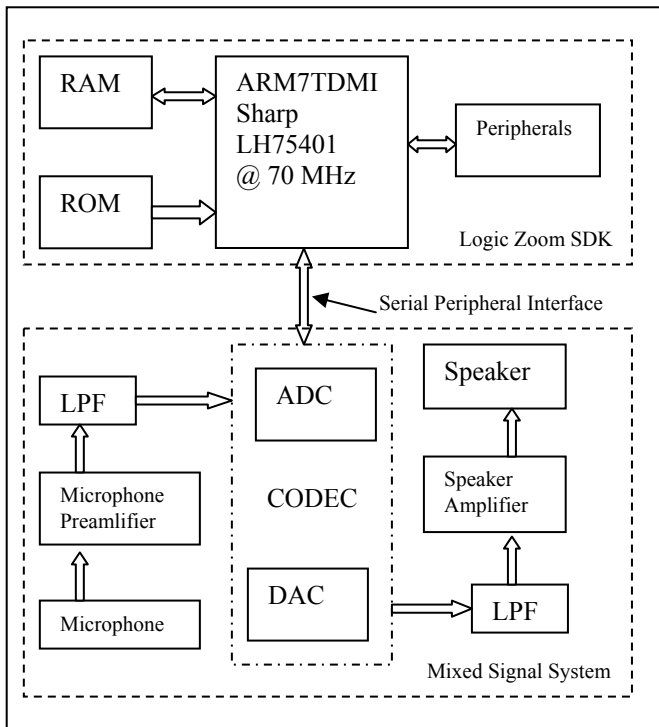 RAM
ARM7TDMI
Sharp
LH75401
@ 70 MHz
Peripherals
ROM
Logic Zoom SDK
Serial Peripheral Interface
LPF
ADC
Speaker
Microphone
Preamlifier
CODEC
Speaker
Amplifier
Microphone
DAC
LPF
Mixed Signal System